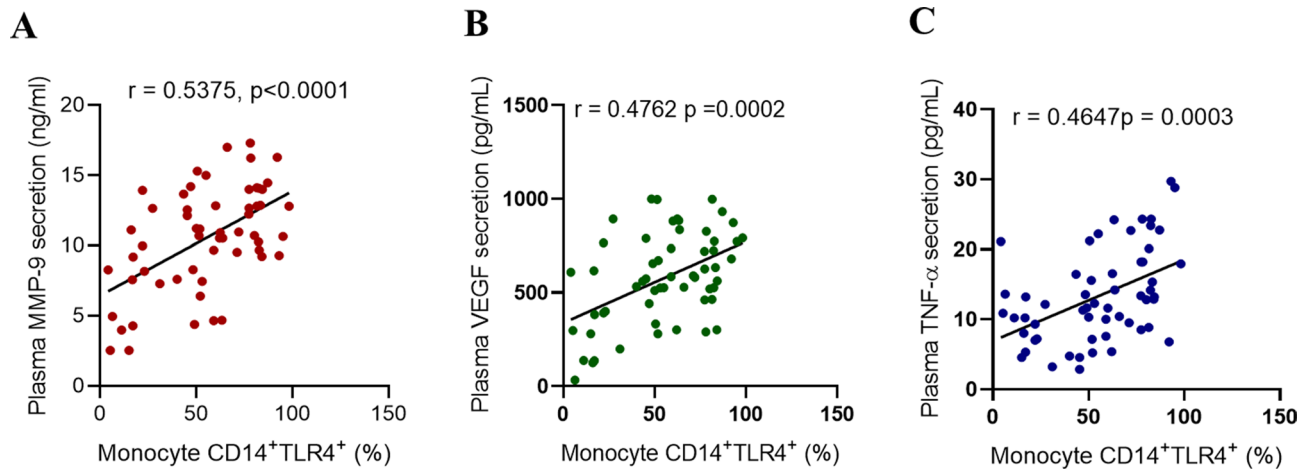 A
r = 0.5375, p<0.0001
Plasma MMP-9 secretion (ng/ml)
20
15
10
5
0
0 50 100 150
Monocyte CD14⁺TLR4⁺ (%)
B
r = 0.4762 p =0.0002
Plasma VEGF secretion (pg/mL)
1500
1000
500
0
0 50 100 150
Monocyte CD14⁺TLR4⁺ (%)
C
r = 0.4647p = 0.0003
Plasma TNF-α secretion (pg/mL)
40
30
20
10
0
0 50 100 150
Monocyte CD14⁺TLR4⁺ (%)